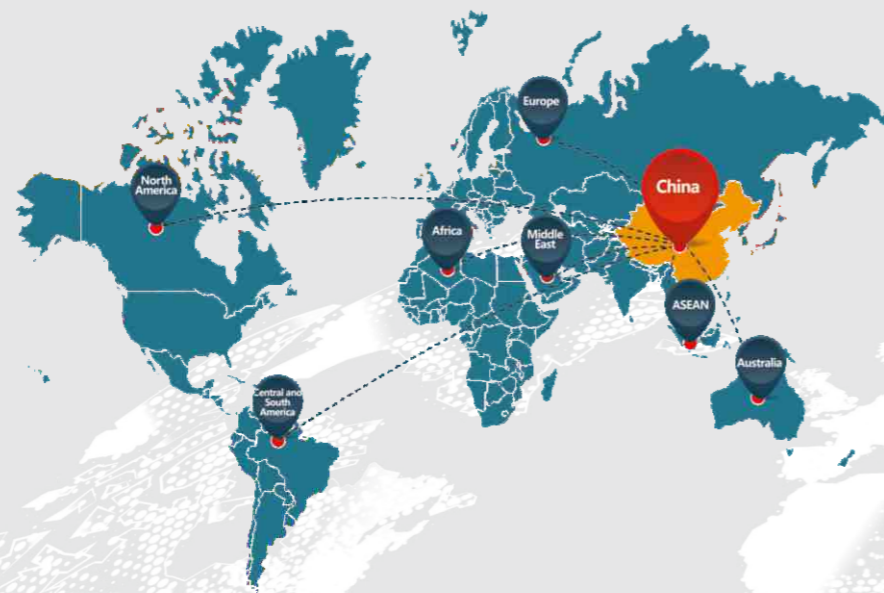 Europe
North
America
China
Africa
Middle
East
ASEAN
Australia
Central and
South
America